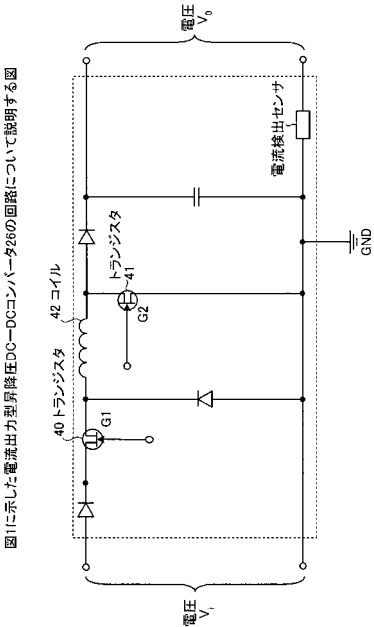 図1に示した電流出力型昇降圧DC－DCコンバータ26の回路について説明する図
電圧
Vi
40 トランジスタ
G1
42 コイル
トランジスタ
41
G2
電流検出センサ
GND
電圧
V₀